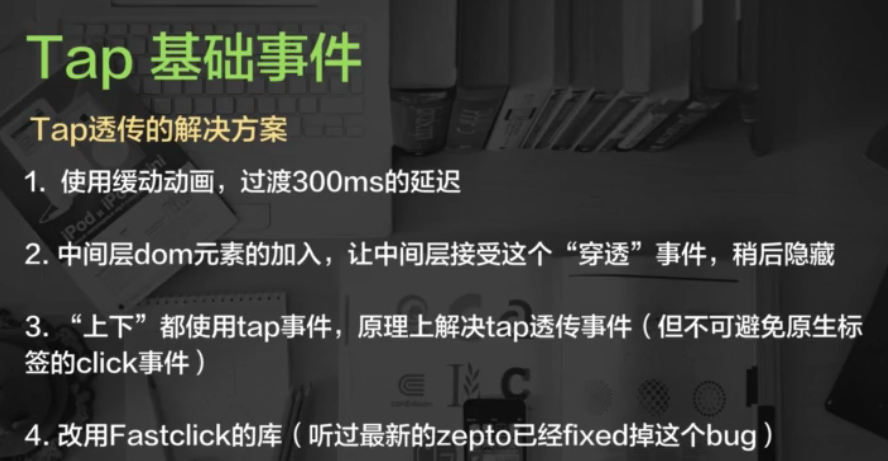 Tap 基础事件
Tap透传的解决方案
1. 使用缓动动画，过渡300ms的延迟
2. 中间层dom元素的加入，让中间层接受这个“穿透”事件，稍后隐藏
3. “上下”都使用tap事件，原理上解决tap透传事件（但不可避免原生标
签的click事件）
4. 改用Fastclick的库（听过最新的zepto已经fixed掉这个bug）